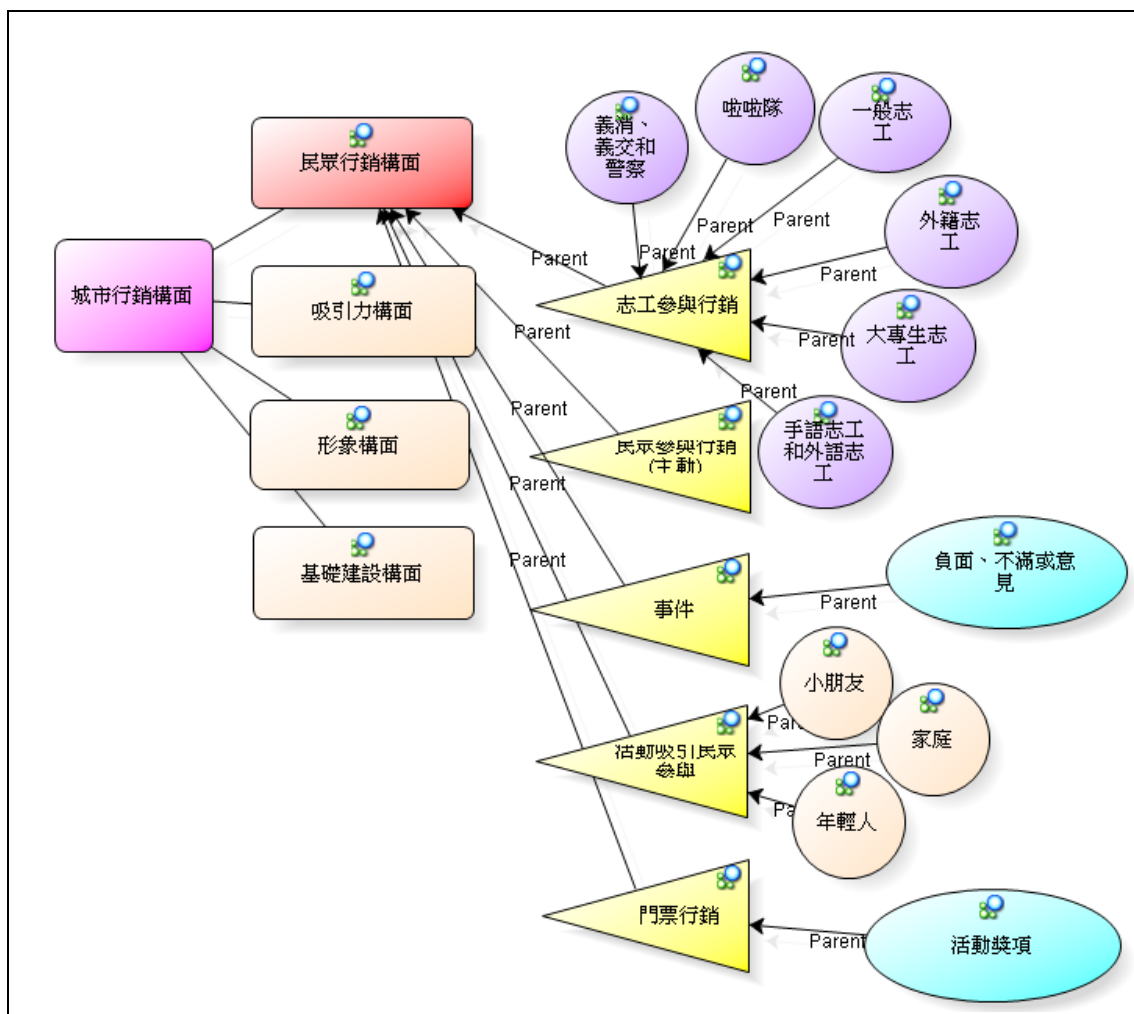 啦啦隊
一般志
工
義消、
義交和
警察
民眾行銷構面
外籍志
工
Parent
Parent
Parent
Parent
Parent
城市行銷構面
吸引力構面
志工參與行銷
大專生志
工
Parent
Parent
Parent
手語志工
和外語志
工
形象構面
民眾參與行銷
(主動)
Parent
Parent
基礎建設構面
負面、不滿或意
見
事件
Parent
小朋友
Parent
活動吸引民眾
參與
家庭
Parent
年輕人
門票行銷
活動獎項
Parent